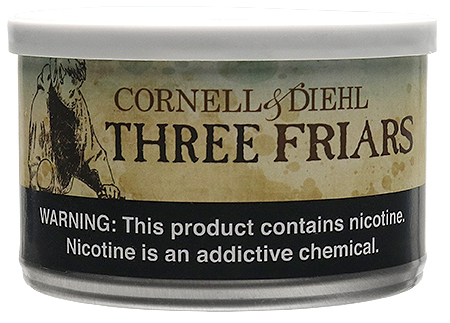 CORNELL & DIEHL
THREE FRIARS
WARNING: This product contains nicotine.
Nicotine is an addictive chemical.